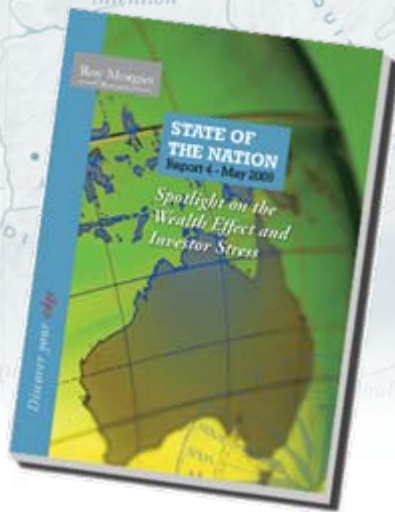 Roy Morgan
STATE OF
THE NATION
Report 4 - May 2009
Spotlight on the
Wealth Effect and
Investor Stress
Discover your edge